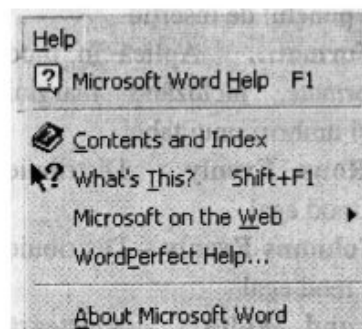 Help
Microsoft Word Help F1
Contents and Index
What's This? Shift+F1
Microsoft on the Web
WordPerfect Help...
About Microsoft Word